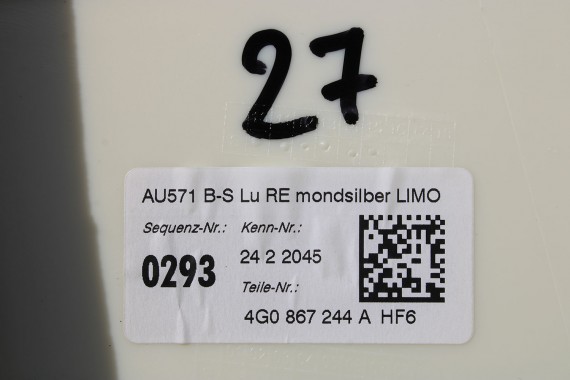 27
AU571 B-S Lu RE mondsilber LIMO
Sequenz-Nr.: Kenn-Nr.:
0293 24 2 2045
Teile-Nr.:
4G0 867 244 A HF6